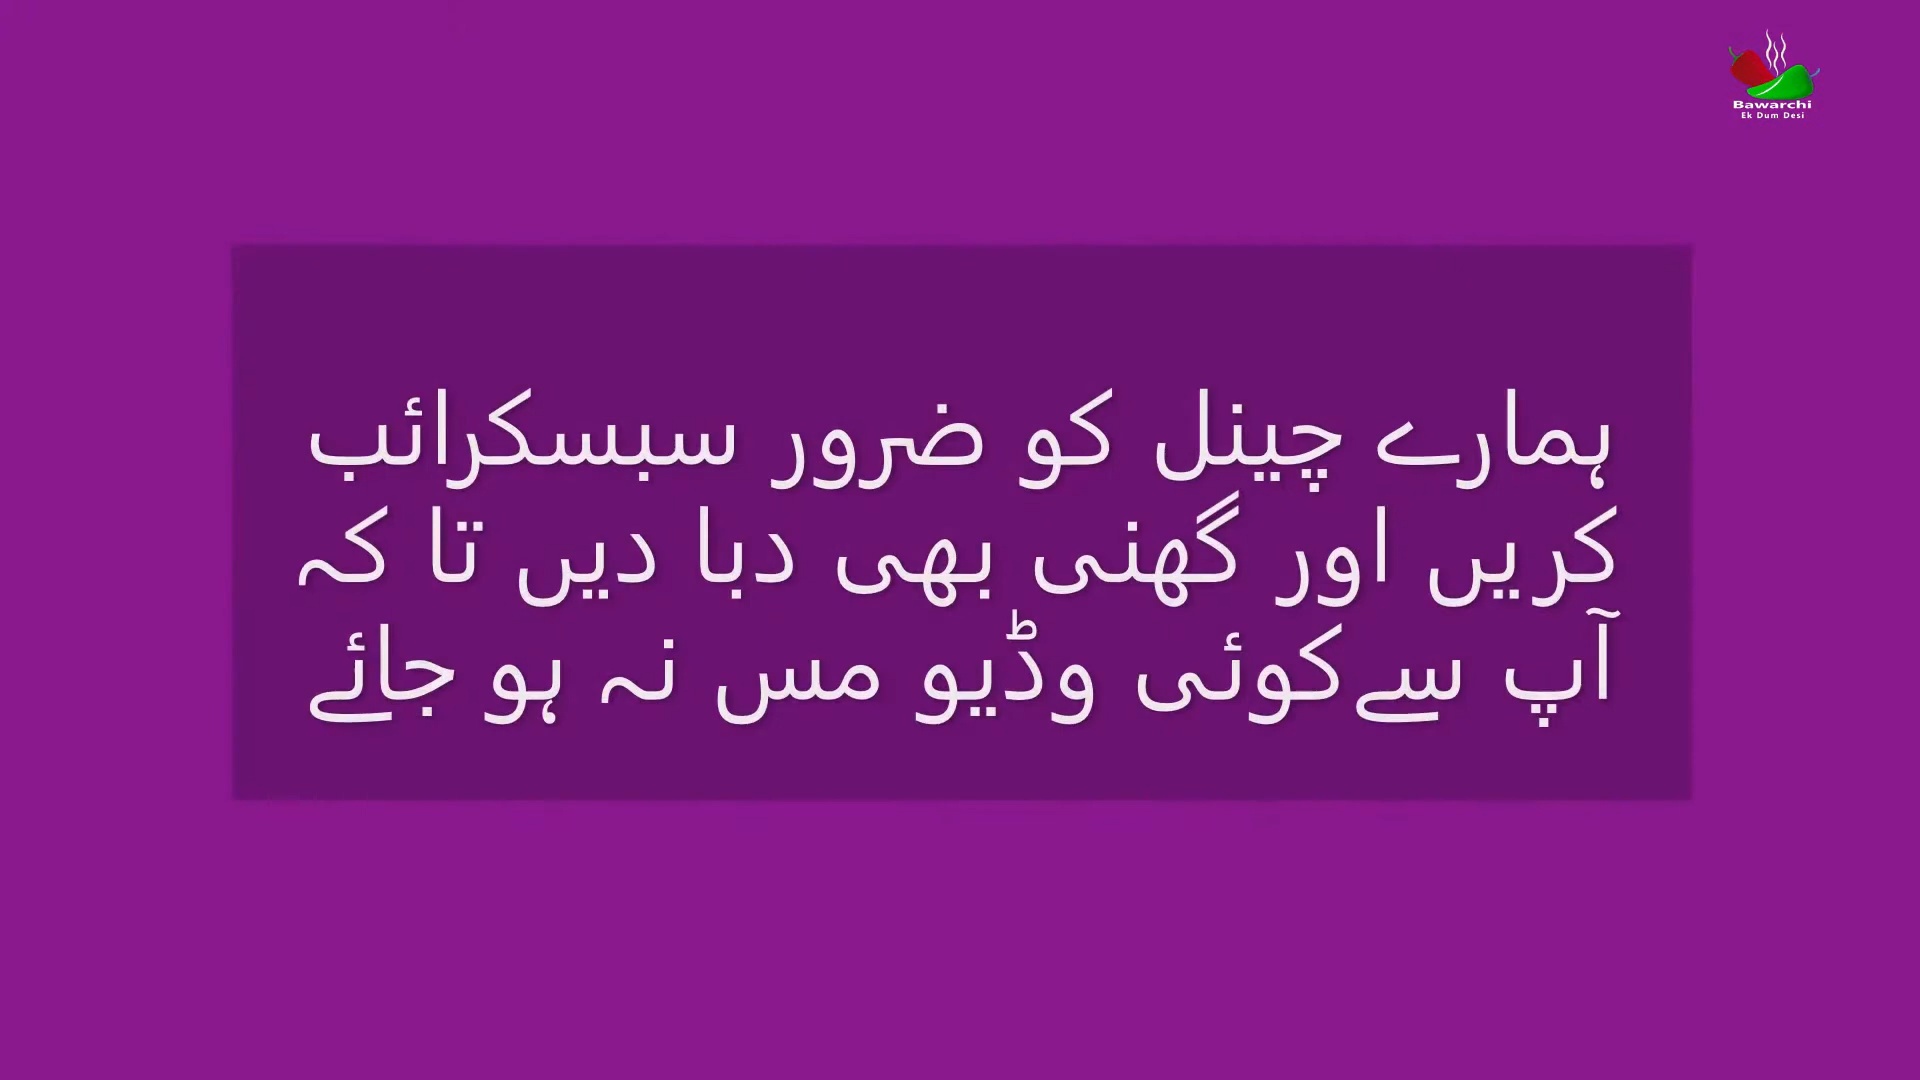 Bawarchi
Ek Dum Desi
ہمارے چینل کو ضرور سبسکرائب
کریں اور گھنی بھی دبا دیں تا کہ
آپ سےکوئی وڈیو مس نہ ہو جائے